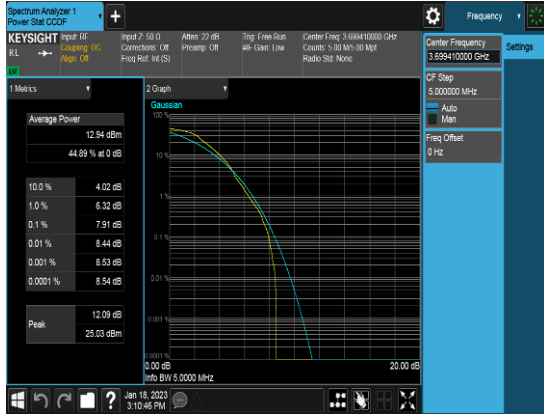 Spectrum Analyzer 1
Power Stat CCDF
Frequency
KEYSIGHT
RL
Input: RF
Coupling: DC
Align: Off
Input Z: 50 Ω
Corrections: Off
Freq Ref: Int (S)
Atten: 22 dB
Preamp: Off
Trig: Free Run
#IF Gain: Low
Center Freq: 3.699410000 GHz
Counts: 5.00 M/5.00 Mpt
Radio Std: None
Center Frequency
3.699410000 GHz
Settings
CF Step
5.000000 MHz
Auto
Man
Freq Offset
0 Hz
1 Metrics
2 Graph
Average Power
12.94 dBm
44.89 % at 0 dB
10.0 % 4.02 dB
1.0 % 6.32 dB
0.1 % 7.91 dB
0.01 % 8.44 dB
0.001 % 8.53 dB
0.0001 % 8.54 dB
Peak
12.09 dB
25.03 dBm
Gaussian
100 %
10 %
1 %
0.1 %
0.01 %
0.001 %
0.0001 %
0.00 dB
20.00 dB
Info BW 5.0000 MHz
Jan 18, 2023
3:10:46 PM